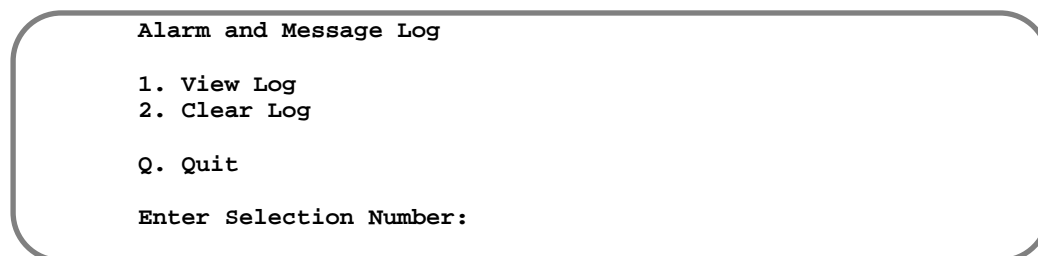 Alarm and Message Log
1. View Log
2. Clear Log
Q. Quit
Enter Selection Number: